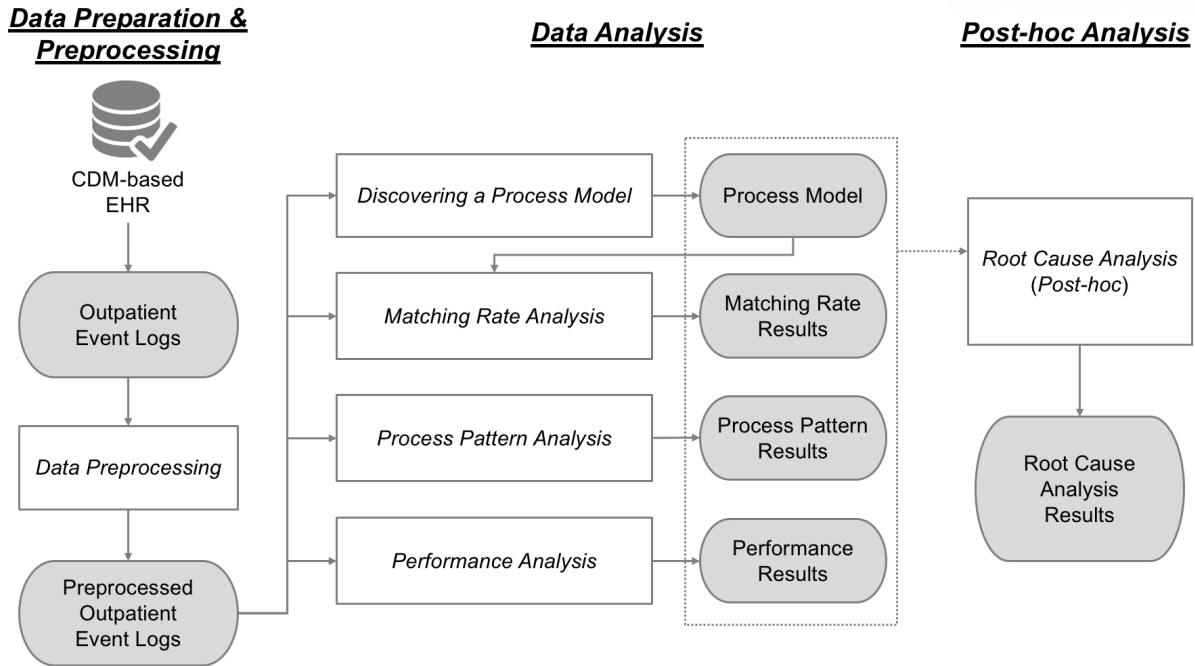 Data Preparation &
Preprocessing
CDM-based
EHR
Outpatient
Event Logs
Data Preprocessing
Preprocessed
Outpatient
Event Logs
Data Analysis
Discovering a Process Model
Process Model
Matching Rate Analysis
Matching Rate
Results
Process Pattern Analysis
Process Pattern
Results
Performance Analysis
Performance
Results
Post-hoc Analysis
Root Cause Analysis
(Post-hoc)
Root Cause
Analysis
Results